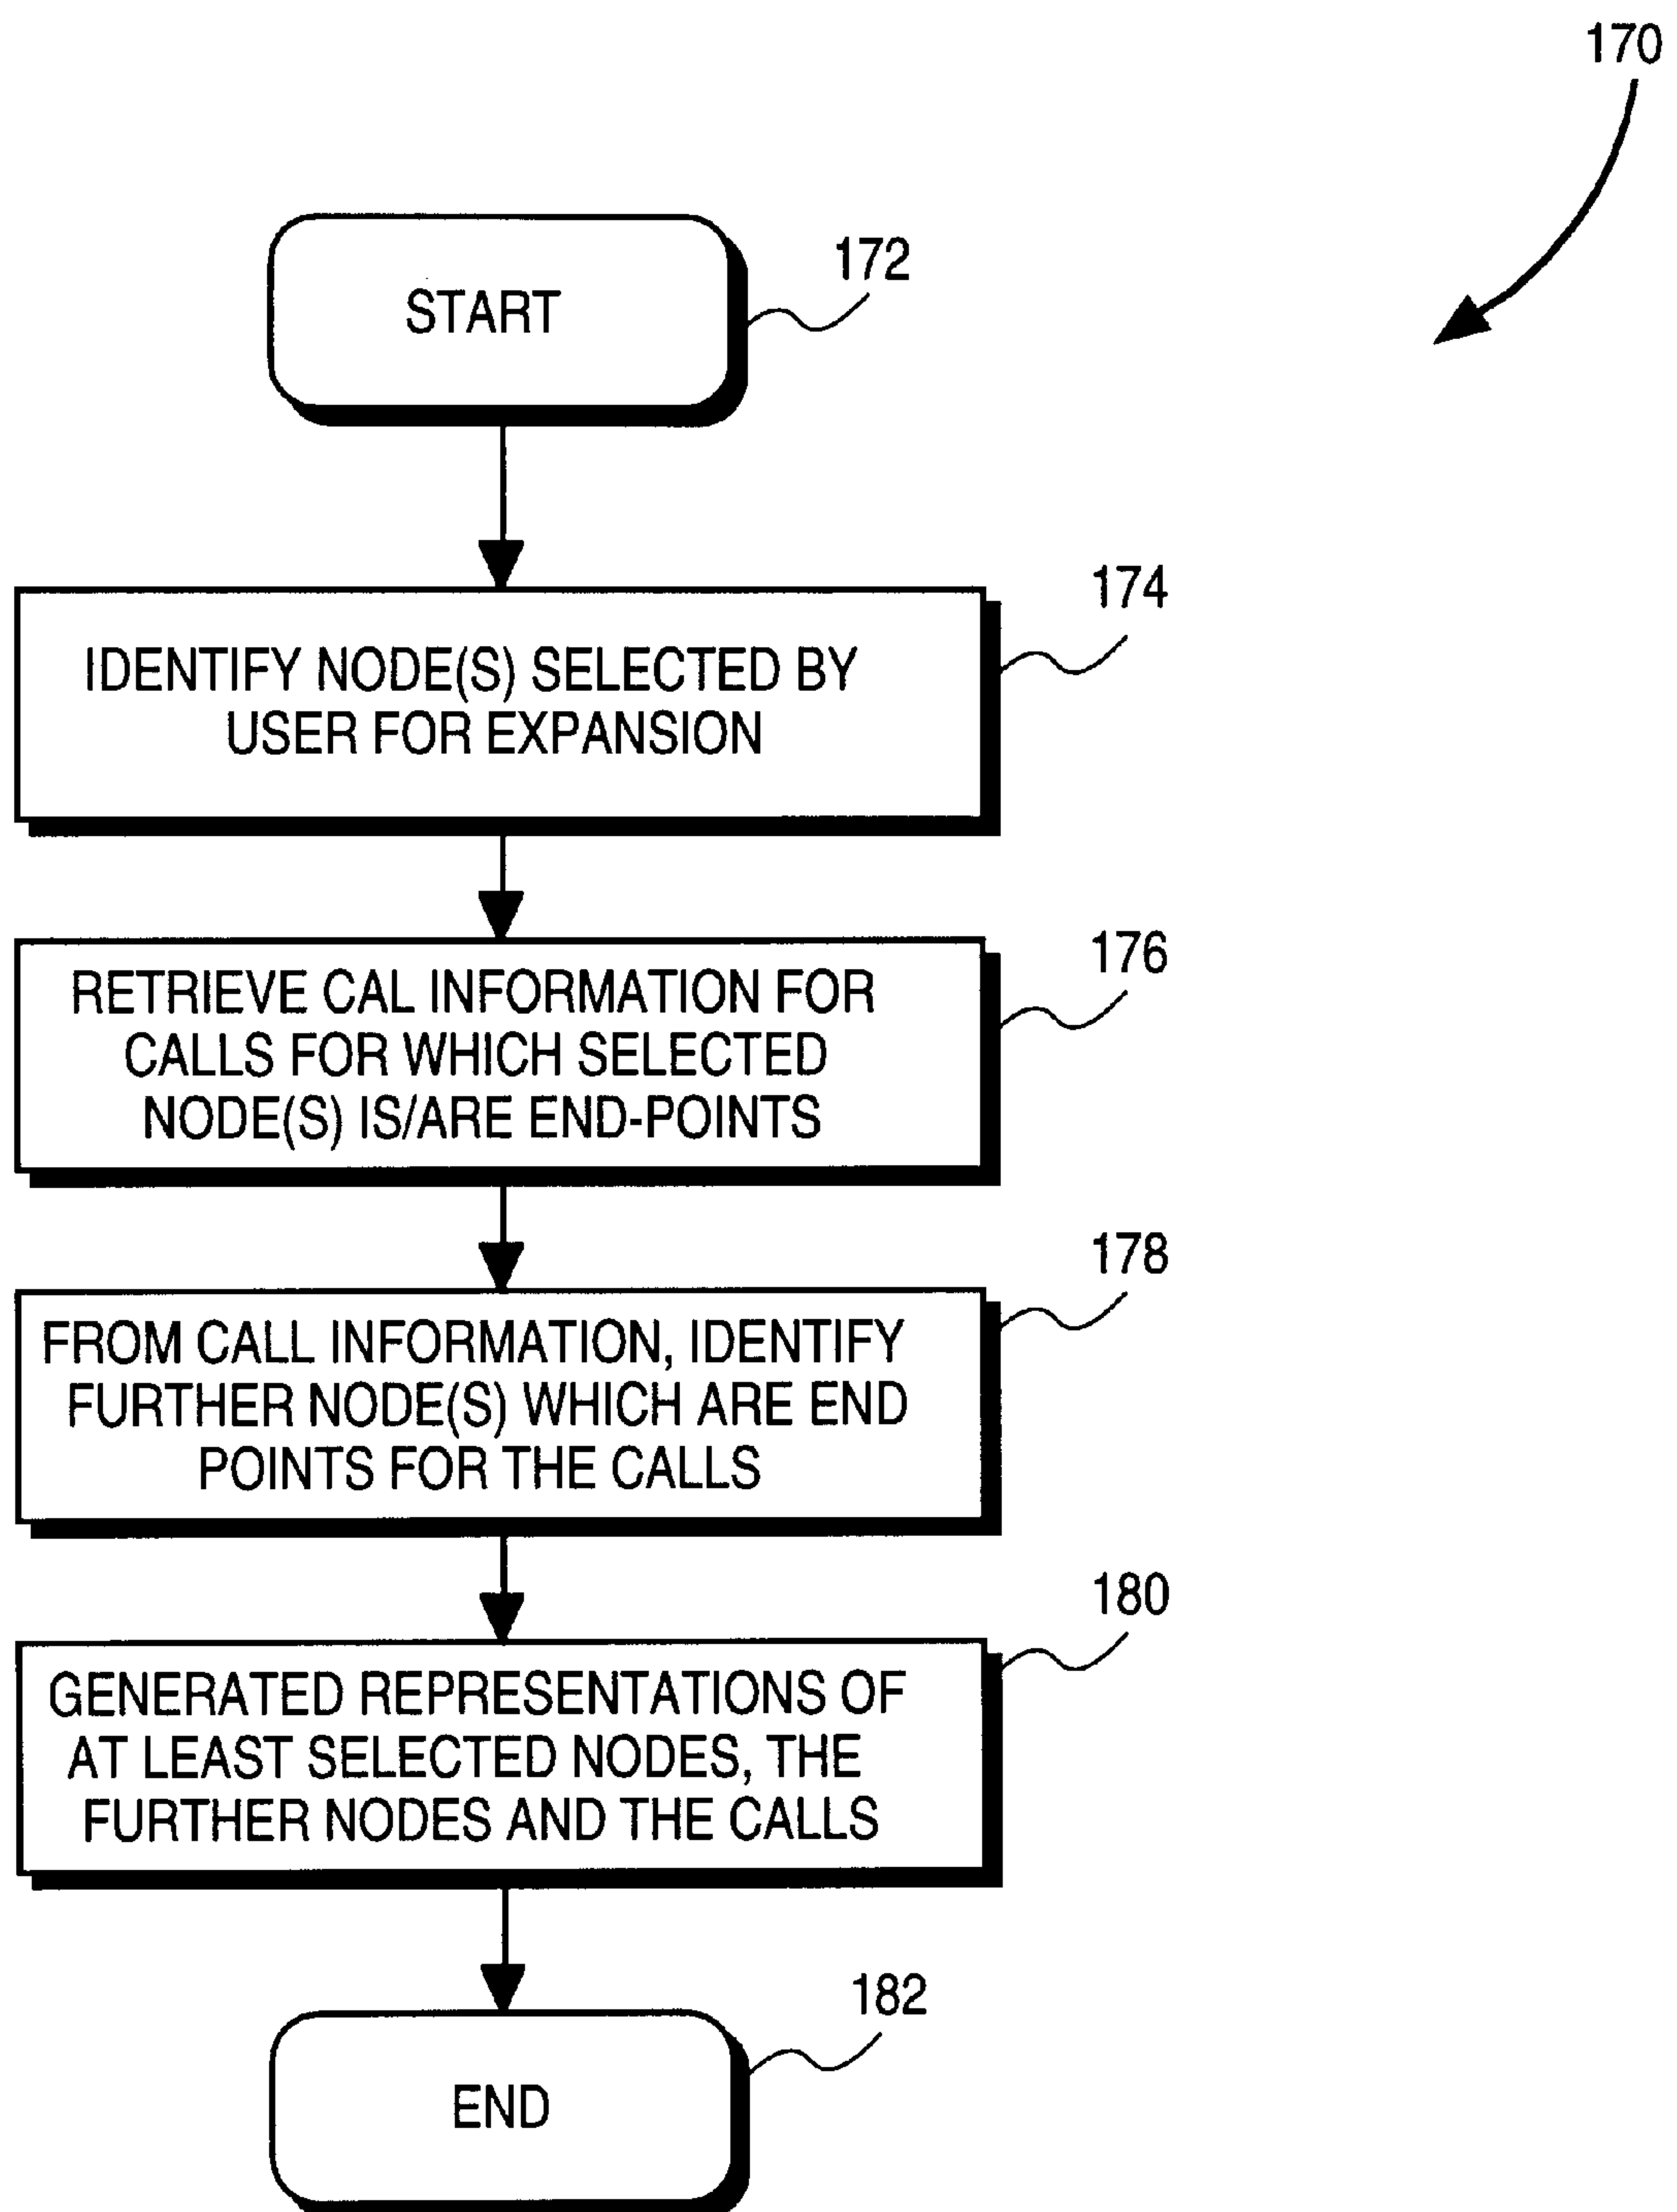 170
START
172
IDENTIFY NODE(S) SELECTED BY
USER FOR EXPANSION
174
RETRIEVE CAL INFORMATION FOR
CALLS FOR WHICH SELECTED
NODE(S) IS/ARE END-POINTS
176
FROM CALL INFORMATION, IDENTIFY
FURTHER NODE(S) WHICH ARE END
POINTS FOR THE CALLS
178
GENERATED REPRESENTATIONS OF
AT LEAST SELECTED NODES, THE
FURTHER NODES AND THE CALLS
180
END
182